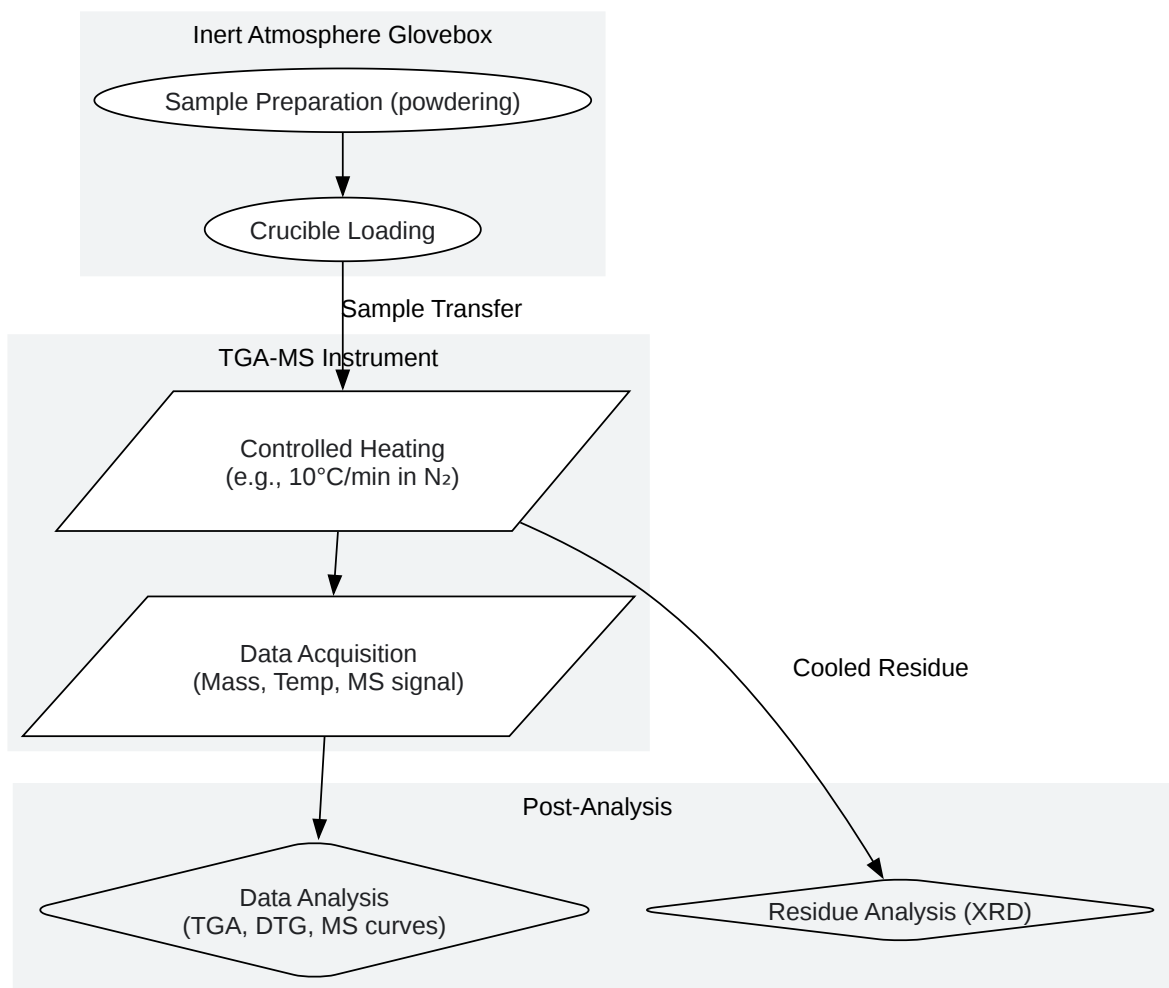 Inert Atmosphere Glovebox
Sample Preparation (powdering)
Crucible Loading
Sample Transfer
TGA-MS Instrument
Controlled Heating
(e.g., 10°C/min in N₂)
Data Acquisition
(Mass, Temp, MS signal)
Cooled Residue
Post-Analysis
Data Analysis
(TGA, DTG, MS curves)
Residue Analysis (XRD)